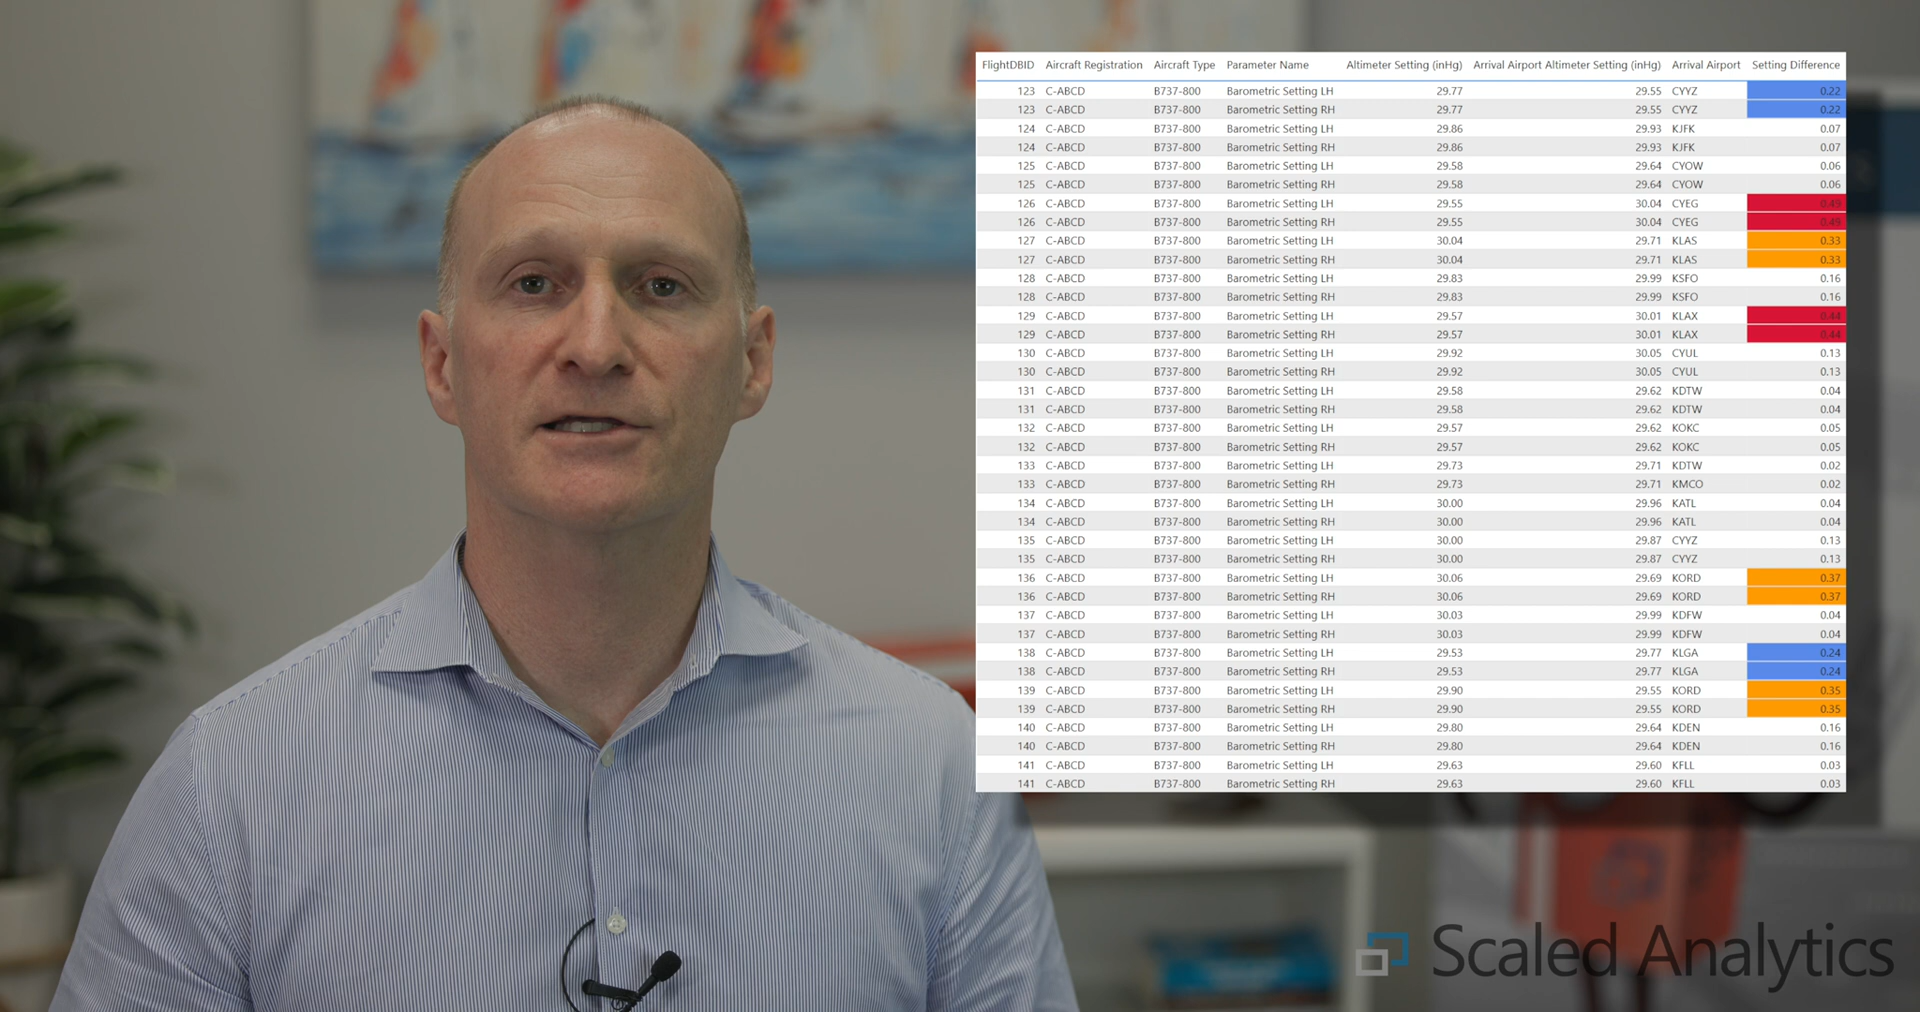 FlightDBID Aircraft Registration Aircraft Type Parameter Name Altimeter Setting (inHg) Arrival Airport Altimeter Setting (inHg) Arrival Airport Setting Difference
123 C-ABCD B737-800 Barometric Setting LH 29.77 29.55 CYYZ 0.22
123 C-ABCD B737-800 Barometric Setting RH 29.77 29.55 CYYZ 0.22
124 C-ABCD B737-800 Barometric Setting LH 29.86 29.93 KJFK 0.07
124 C-ABCD B737-800 Barometric Setting RH 29.86 29.93 KJFK 0.07
125 C-ABCD B737-800 Barometric Setting LH 29.58 29.64 CYOW 0.06
125 C-ABCD B737-800 Barometric Setting RH 29.58 29.64 CYOW 0.06
126 C-ABCD B737-800 Barometric Setting LH 29.55 30.04 CYEG 0.49
126 C-ABCD B737-800 Barometric Setting RH 29.55 30.04 CYEG 0.49
127 C-ABCD B737-800 Barometric Setting LH 30.04 29.71 KLAS 0.33
127 C-ABCD B737-800 Barometric Setting RH 30.04 29.71 KLAS 0.33
128 C-ABCD B737-800 Barometric Setting LH 29.83 29.99 KSFO 0.16
128 C-ABCD B737-800 Barometric Setting RH 29.83 29.99 KSFO 0.16
129 C-ABCD B737-800 Barometric Setting LH 29.57 30.01 KLAX 0.44
129 C-ABCD B737-800 Barometric Setting RH 29.57 30.01 KLAX 0.44
130 C-ABCD B737-800 Barometric Setting LH 29.92 30.05 CYUL 0.13
130 C-ABCD B737-800 Barometric Setting RH 29.92 30.05 CYUL 0.13
131 C-ABCD B737-800 Barometric Setting LH 29.58 29.62 KDTW 0.04
131 C-ABCD B737-800 Barometric Setting RH 29.58 29.62 KDTW 0.04
132 C-ABCD B737-800 Barometric Setting LH 29.57 29.62 KOKC 0.05
132 C-ABCD B737-800 Barometric Setting RH 29.57 29.62 KOKC 0.05
133 C-ABCD B737-800 Barometric Setting LH 29.73 29.71 KDTW 0.02
133 C-ABCD B737-800 Barometric Setting RH 29.73 29.71 KMCO 0.02
134 C-ABCD B737-800 Barometric Setting LH 30.00 29.96 KATL 0.04
134 C-ABCD B737-800 Barometric Setting RH 30.00 29.96 KATL 0.04
135 C-ABCD B737-800 Barometric Setting LH 30.00 29.87 CYYZ 0.13
135 C-ABCD B737-800 Barometric Setting RH 30.00 29.87 CYYZ 0.13
136 C-ABCD B737-800 Barometric Setting LH 30.06 29.69 KORD 0.37
136 C-ABCD B737-800 Barometric Setting RH 30.06 29.69 KORD 0.37
137 C-ABCD B737-800 Barometric Setting LH 30.03 29.99 KDFW 0.04
137 C-ABCD B737-800 Barometric Setting RH 30.03 29.99 KDFW 0.04
138 C-ABCD B737-800 Barometric Setting LH 29.53 29.77 KLGA 0.24
138 C-ABCD B737-800 Barometric Setting RH 29.53 29.77 KLGA 0.24
139 C-ABCD B737-800 Barometric Setting LH 29.90 29.55 KORD 0.35
139 C-ABCD B737-800 Barometric Setting RH 29.90 29.55 KORD 0.35
140 C-ABCD B737-800 Barometric Setting LH 29.80 29.64 KDEN 0.16
140 C-ABCD B737-800 Barometric Setting RH 29.80 29.64 KDEN 0.16
141 C-ABCD B737-800 Barometric Setting LH 29.63 29.60 KFLL 0.03
141 C-ABCD B737-800 Barometric Setting RH 29.63 29.60 KFLL 0.03
Scaled Analytics